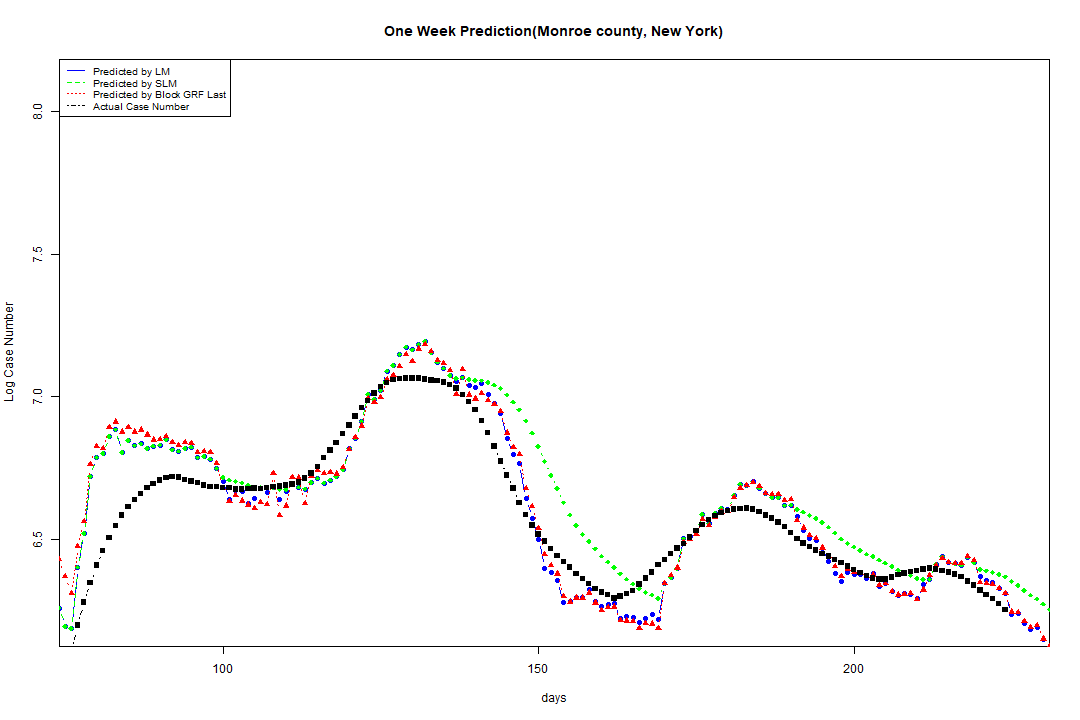 One Week Prediction(Monroe county, New York)
Predicted by LM
Predicted by SLM
Predicted by Block GRF Last
Actual Case Number
8.0
7.5
7.0
6.5
Log Case Number
100 150 200
days